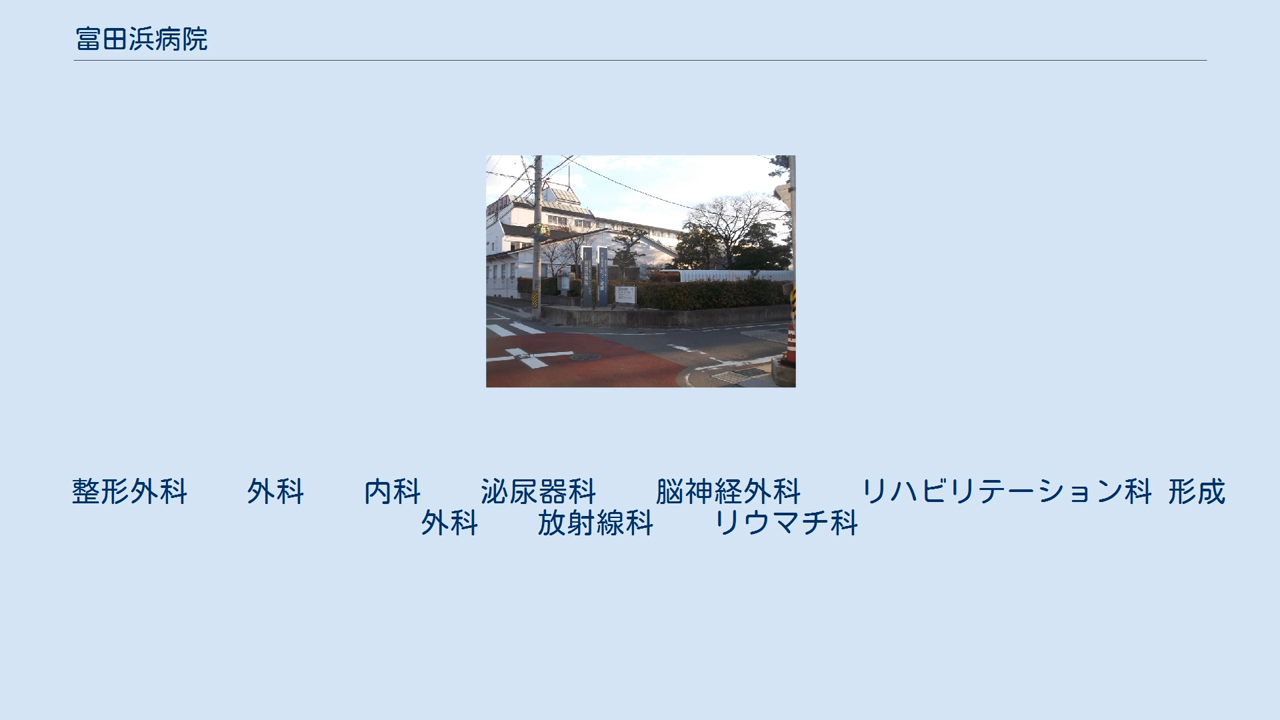 富田浜病院
整形外科　　外科　　内科　　泌尿器科　　脳神経外科　　リハビリテーション科 形成
外科　　放射線科　　リウマチ科